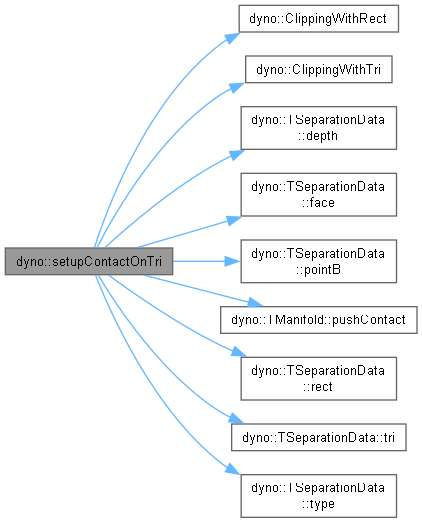 dyno::ClippingWithRect
dyno::ClippingWithTri
dyno::TSeparationData
::depth
dyno::TSeparationData
::face
dyno::setupContactOnTri
dyno::TSeparationData
::pointB
dyno::TManifold::pushContact
dyno::TSeparationData
::rect
dyno::TSeparationData::tri
dyno::TSeparationData
::type